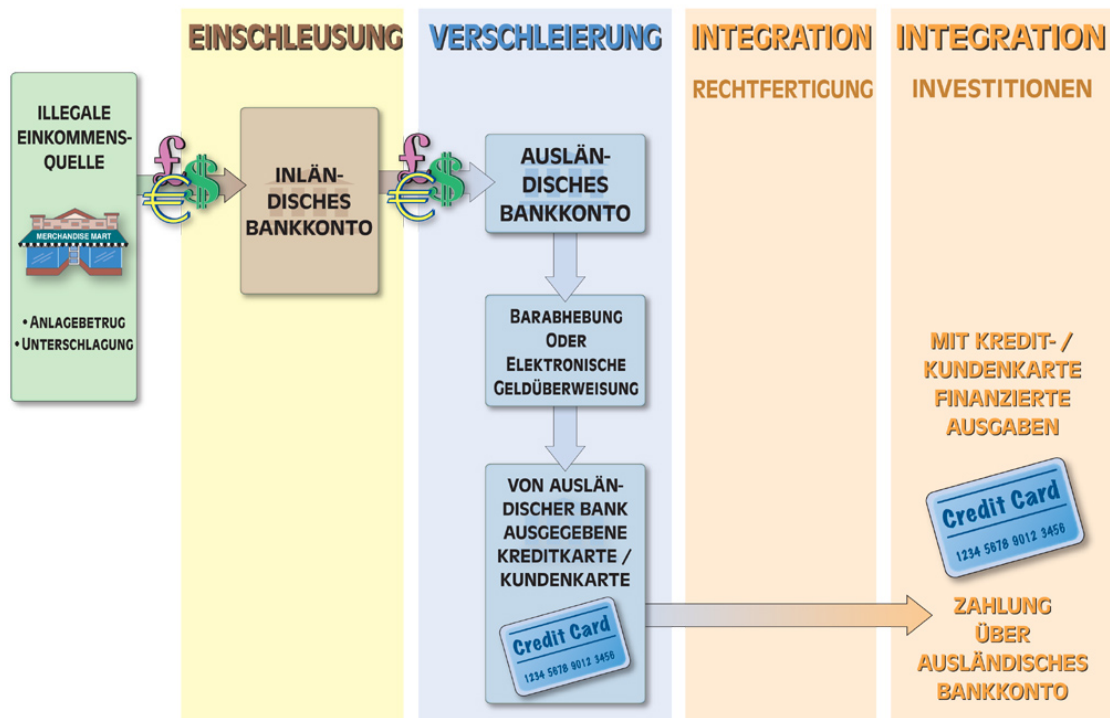 EINSCHLEUSUNG
VERSCHLEIERUNG
INTEGRATION
RECHTFERTIGUNG
INTEGRATION
INVESTITIONEN
ILLEGALE
EINKOMMENS-
QUELLE
MERCHANDISE MART
• ANLAGEBETRUG
• UNTERSCHLAGUNG
£
$
€
INLÄN-
DISCHES
BANKKONTO
£
$
€
AUSLÄN-
DISCHES
BANKKONTO
BARABHEBUNG
ODER
ELEKTRONISCHE
GELDÜBERWEISUNG
VON AUSLÄN-
DISCHER BANK
AUSGEGEBENE
KREDITKARTE /
KUNDENKARTE
Credit Card
1234 5678 9012 3456
MIT KREDIT- /
KUNDENKARTE
FINANZIERTE
AUSGABEN
Credit Card
1234 5678 9012 3456
ZAHLUNG
ÜBER
AUSLÄNDISCHES
BANKKONTO